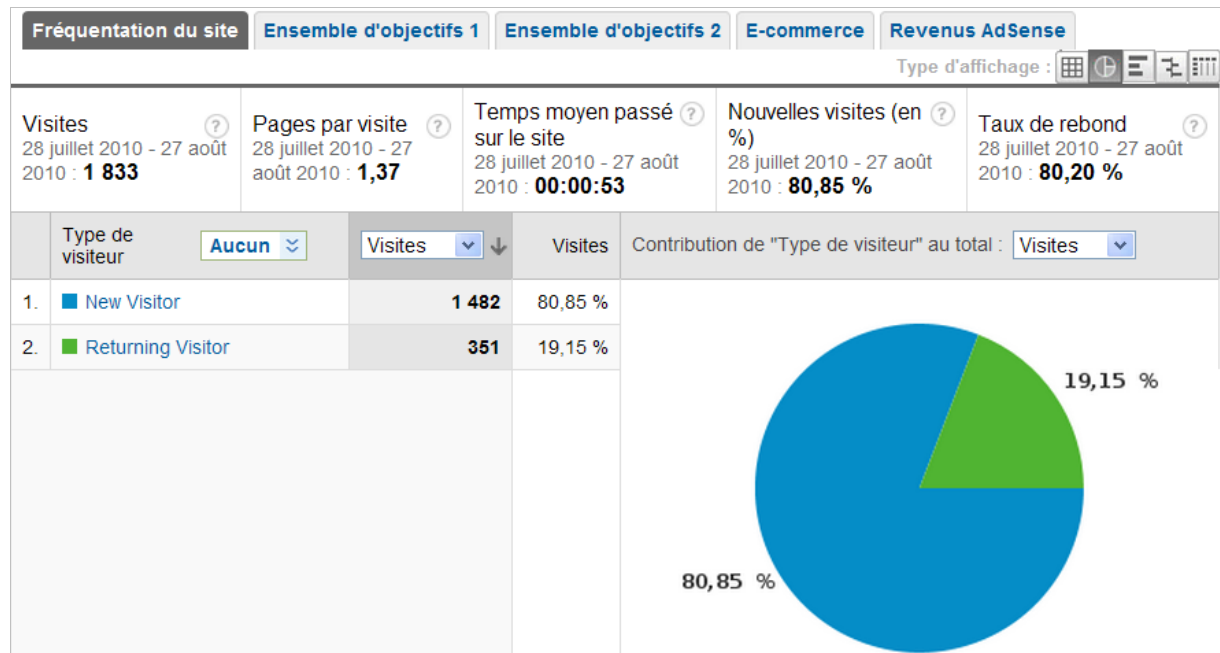 Fréquentation du site Ensemble d'objectifs 1 Ensemble d'objectifs 2 E-commerce Revenus AdSense
Type d'affichage :
Visites ?
28 juillet 2010 - 27 août
2010 : 1 833
Pages par visite ?
28 juillet 2010 - 27
août 2010 : 1,37
Temps moyen passé ?
sur le site
28 juillet 2010 - 27 août
2010 : 00:00:53
Nouvelles visites (en ?
%)
28 juillet 2010 - 27 août
2010 : 80,85 %
Taux de rebond ?
28 juillet 2010 - 27 août
2010 : 80,20 %
Type de
visiteur
Aucun
Visites
Visites
Contribution de "Type de visiteur" au total : Visites
1. New Visitor 1 482 80,85 %
2. Returning Visitor 351 19,15 %
19,15 %
80,85 %